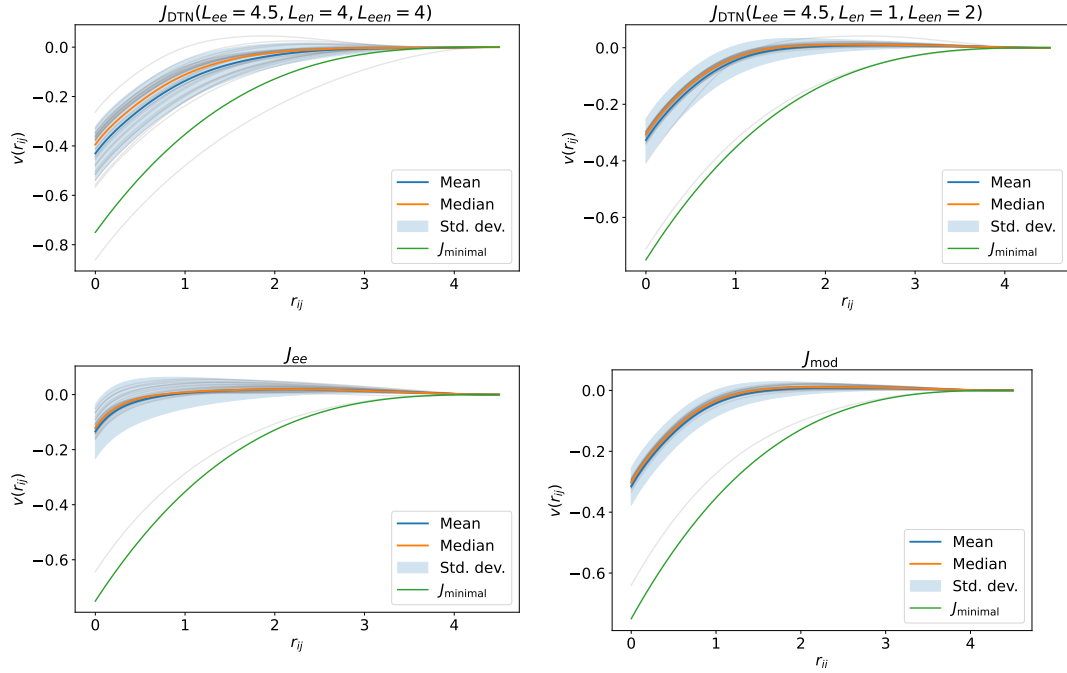 J_DTN(L_ee = 4.5, L_en = 4, L_een = 4)
0.0
−0.2
−0.4
−0.6
−0.8
v(r_ij)
0 1 2 3 4
r_ij
Mean
Median
Std. dev.
J_minimal
J_DTN(L_ee = 4.5, L_en = 1, L_een = 2)
0.0
−0.2
−0.4
−0.6
v(r_ij)
0 1 2 3 4
r_ij
Mean
Median
Std. dev.
J_minimal
J_ee
0.0
−0.2
−0.4
−0.6
v(r_ij)
0 1 2 3 4
r_ij
Mean
Median
Std. dev.
J_minimal
J_mod
0.0
−0.2
−0.4
−0.6
v(r_ij)
0 1 2 3 4
r_ij
Mean
Median
Std. dev.
J_minimal